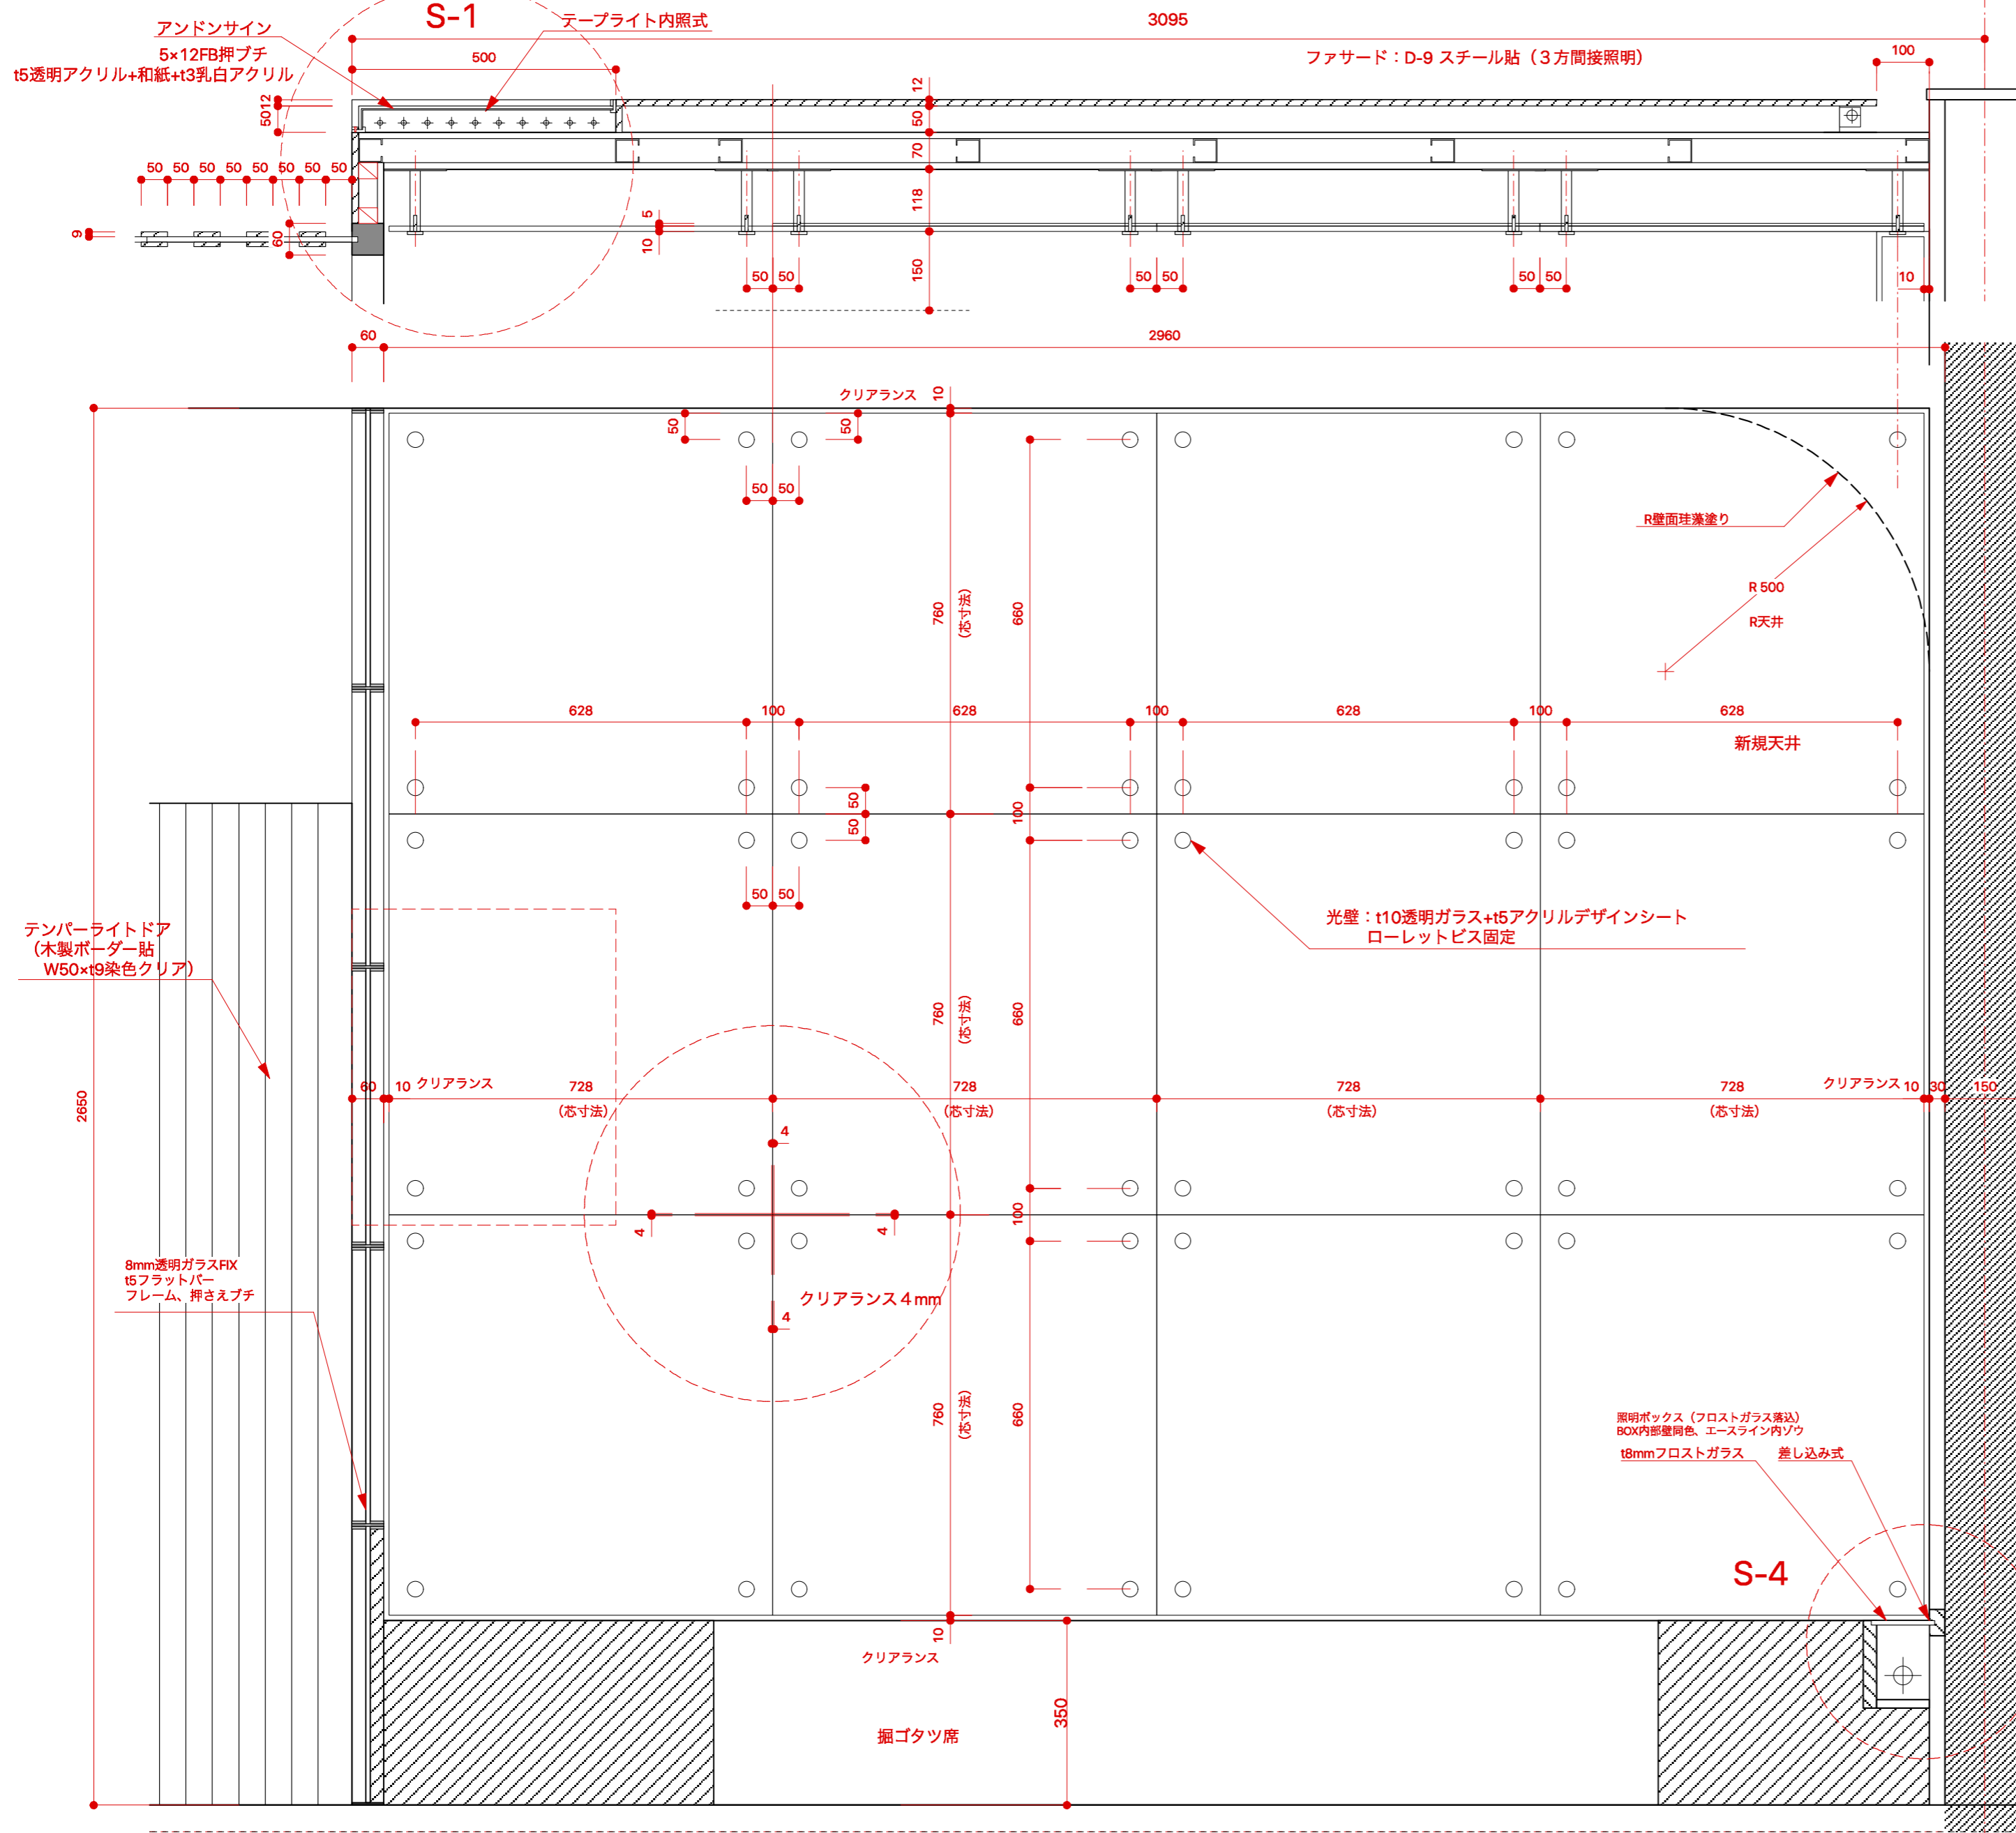 S-1
アンドンサイン
テープライト内照式
5×12FB押ブチ
t5透明アクリル+和紙+t3乳白アクリル
3095
500
ファサード：D-9 スチール貼（３方間接照明）
100
12
50
12
50
70
118
50 50 50 50 50 50 50 50
9
60
5
10
150
50 50
50 50
50 50
10
60
2960
クリアランス
10
50
50
50 50
R壁面珪藻塗り
R 500
R天井
760
（芯寸法）
660
628 100 628 100 628 100 628
新規天井
50
50
100
50 50
光壁：t10透明ガラス+t5アクリルデザインシート
ローレットビス固定
テンパーライトドア
（木製ボーダー貼
W50×t9染色クリア）
2650
760
（芯寸法）
660
60 10 クリアランス 728 728 728 728 クリアランス 10 30 150
（芯寸法） （芯寸法） （芯寸法） （芯寸法）
4
4
4
100
8mm透明ガラスFIX
t5フラットバー
フレーム、押さえブチ
クリアランス４mm
4
760
（芯寸法）
660
照明ボックス（フロストガラス落込）
BOX内部壁同色、エースライン内ゾウ
t8mmフロストガラス 差し込み式
S-4
10
クリアランス
350
掘ゴタツ席